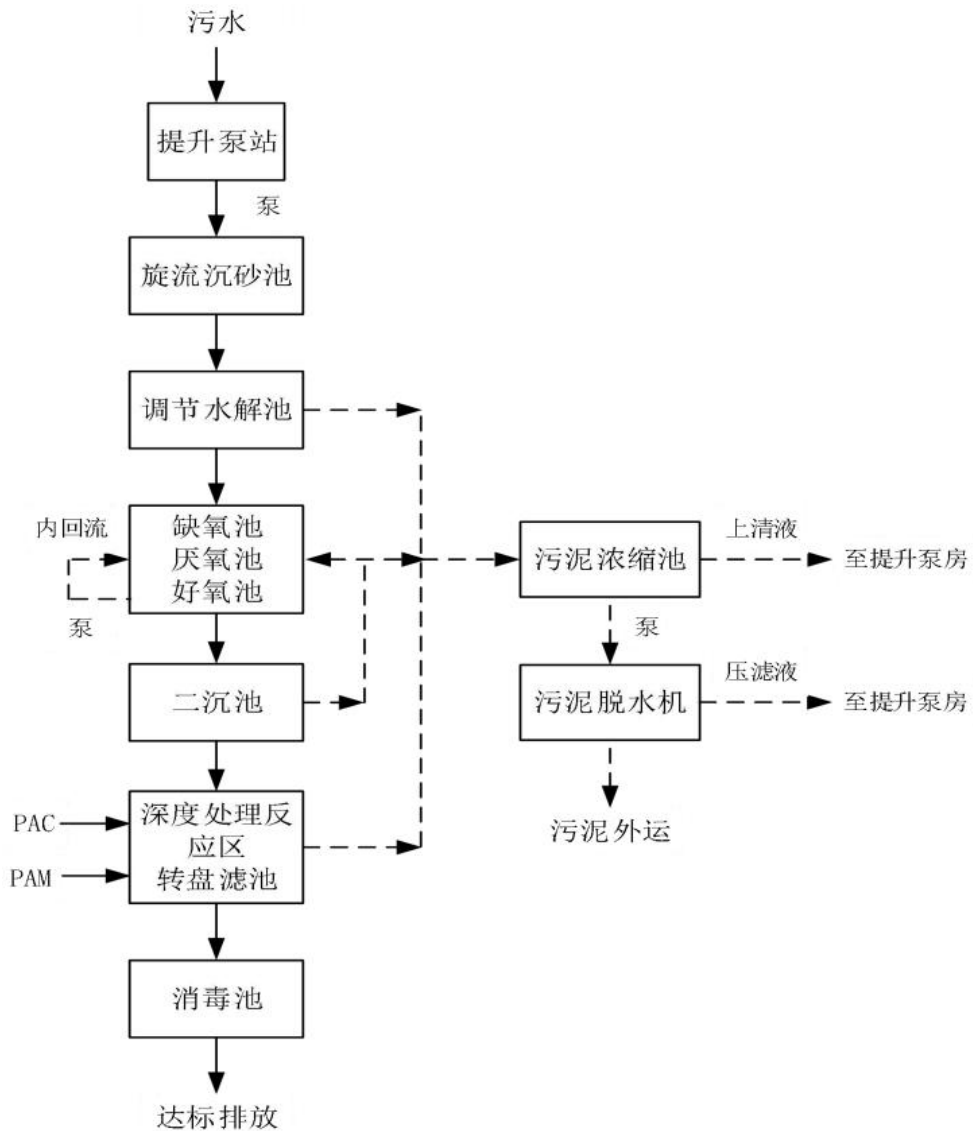 污水
提升泵站
泵
旋流沉砂池
调节水解池
内回流
缺氧池
厌氧池
好氧池
泵
污泥浓缩池
上清液
至提升泵房
泵
二沉池
污泥脱水机
压滤液
至提升泵房
PAC
PAM
深度处理反
应区
转盘滤池
污泥外运
消毒池
达标排放